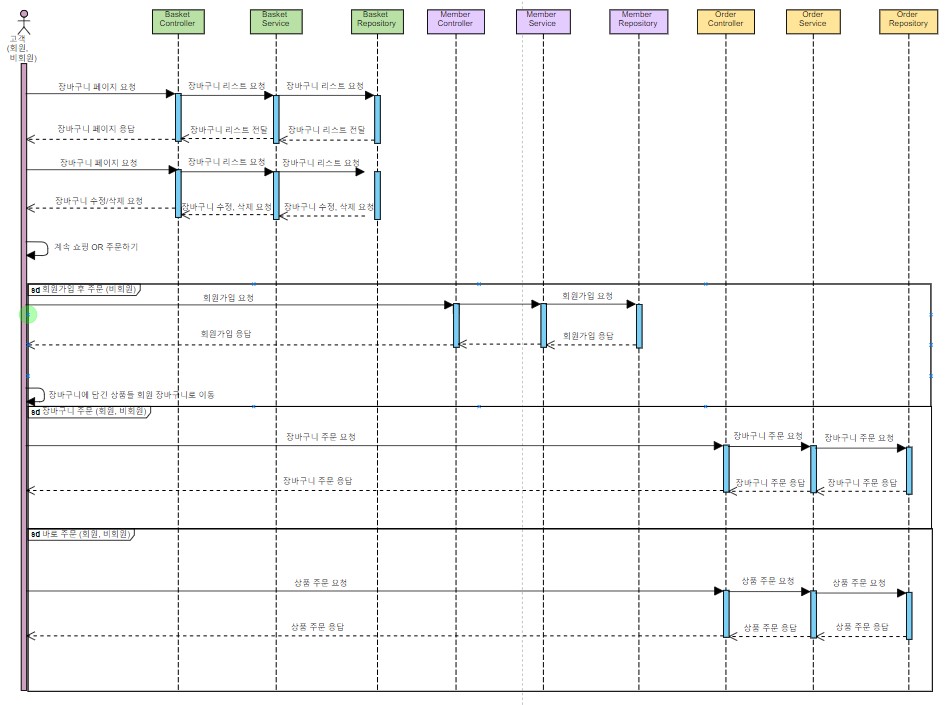 고객
(회원,
비회원)
Basket
Controller
Basket
Service
Basket
Repository
Member
Controller
Member
Service
Member
Repository
Order
Controller
Order
Service
Order
Repository
장바구니 페이지 요청
장바구니 리스트 요청
장바구니 리스트 요청
장바구니 페이지 응답
장바구니 리스트 전달
장바구니 리스트 전달
장바구니 페이지 요청
장바구니 리스트 요청
장바구니 리스트 요청
장바구니 수정/삭제 요청
장바구니 수정, 삭제 요청
장바구니 수정, 삭제 요청
계속 쇼핑 OR 주문하기
sd 회원가입 후 주문 (비회원)
회원가입 요청
회원가입 요청
회원가입 응답
회원가입 응답
장바구니에 담긴 상품들 회원 장바구니로 이동
sd 장바구니 주문 (회원, 비회원)
장바구니 주문 요청
장바구니 주문 요청
장바구니 주문 요청
장바구니 주문 응답
장바구니 주문 응답
장바구니 주문 응답
sd 바로 주문 (회원, 비회원)
상품 주문 요청
상품 주문 요청
상품 주문 요청
상품 주문 응답
상품 주문 응답
상품 주문 응답